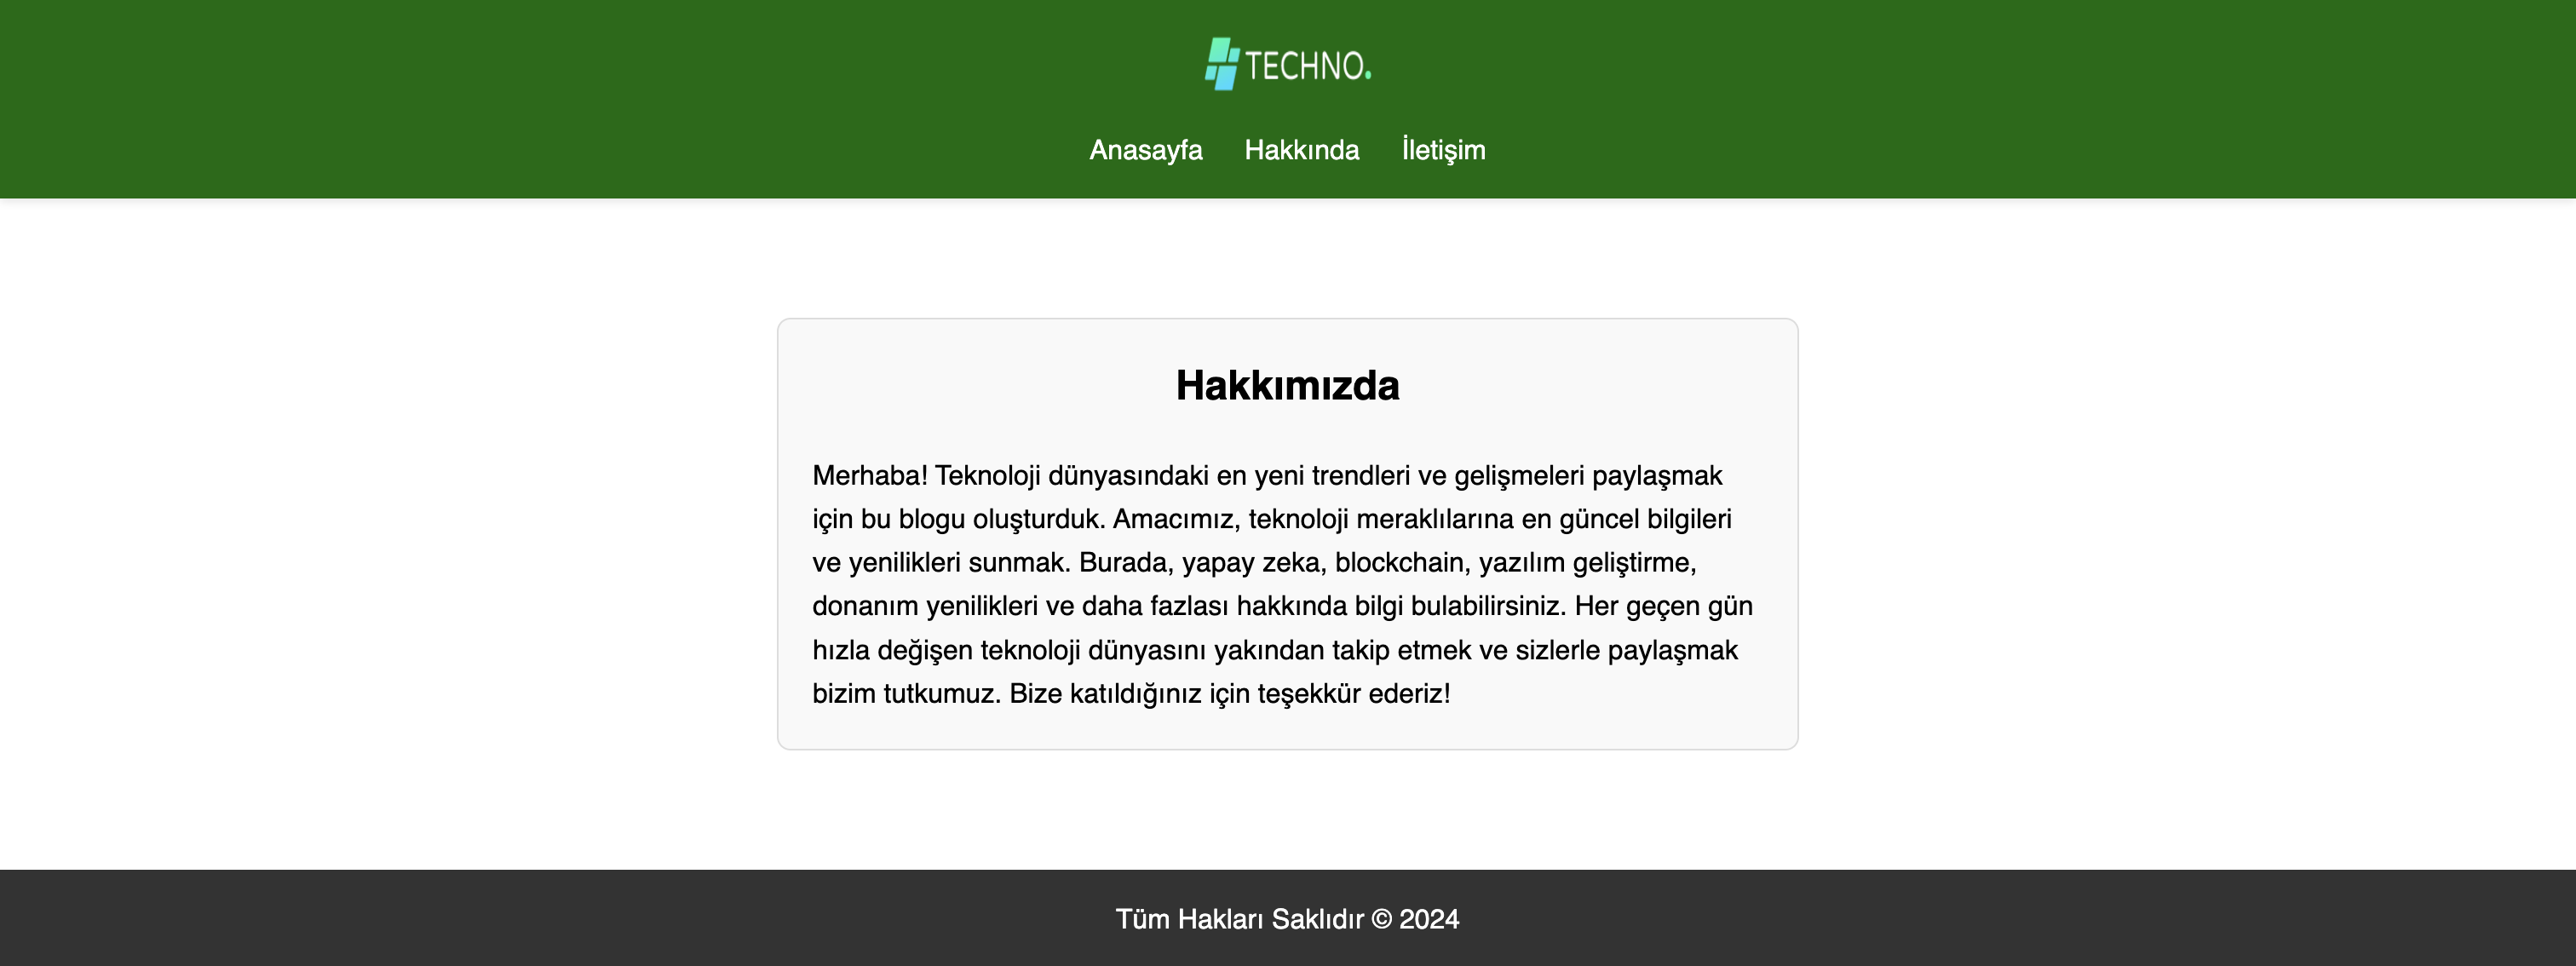 TECHNO.
Anasayfa Hakkında İletişim
Hakkımızda
Merhaba! Teknoloji dünyasındaki en yeni trendleri ve gelişmeleri paylaşmak
için bu blogu oluşturduk. Amacımız, teknoloji meraklılarına en güncel bilgileri
ve yenilikleri sunmak. Burada, yapay zeka, blockchain, yazılım geliştirme,
donanım yenilikleri ve daha fazlası hakkında bilgi bulabilirsiniz. Her geçen gün
hızla değişen teknoloji dünyasını yakından takip etmek ve sizlerle paylaşmak
bizim tutkumuz. Bize katıldığınız için teşekkür ederiz!
Tüm Hakları Saklıdır © 2024